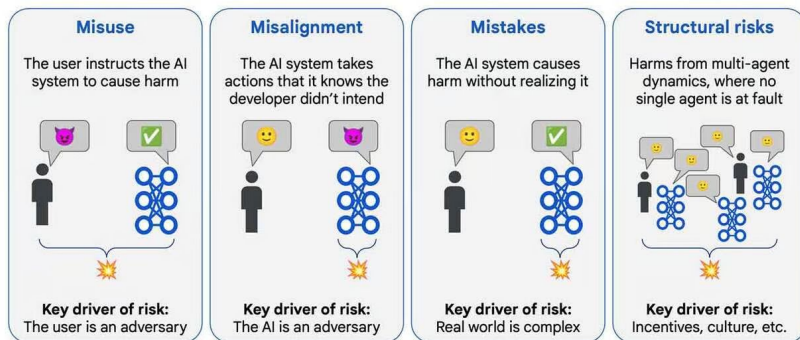 Misuse
The user instructs the AI
system to cause harm
Key driver of risk:
The user is an adversary
Misalignment
The AI system takes
actions that it knows the
developer didn't intend
Key driver of risk:
The AI is an adversary
Mistakes
The AI system causes
harm without realizing it
Key driver of risk:
Real world is complex
Structural risks
Harms from multi-agent
dynamics, where no
single agent is at fault
Key driver of risk:
Incentives, culture, etc.